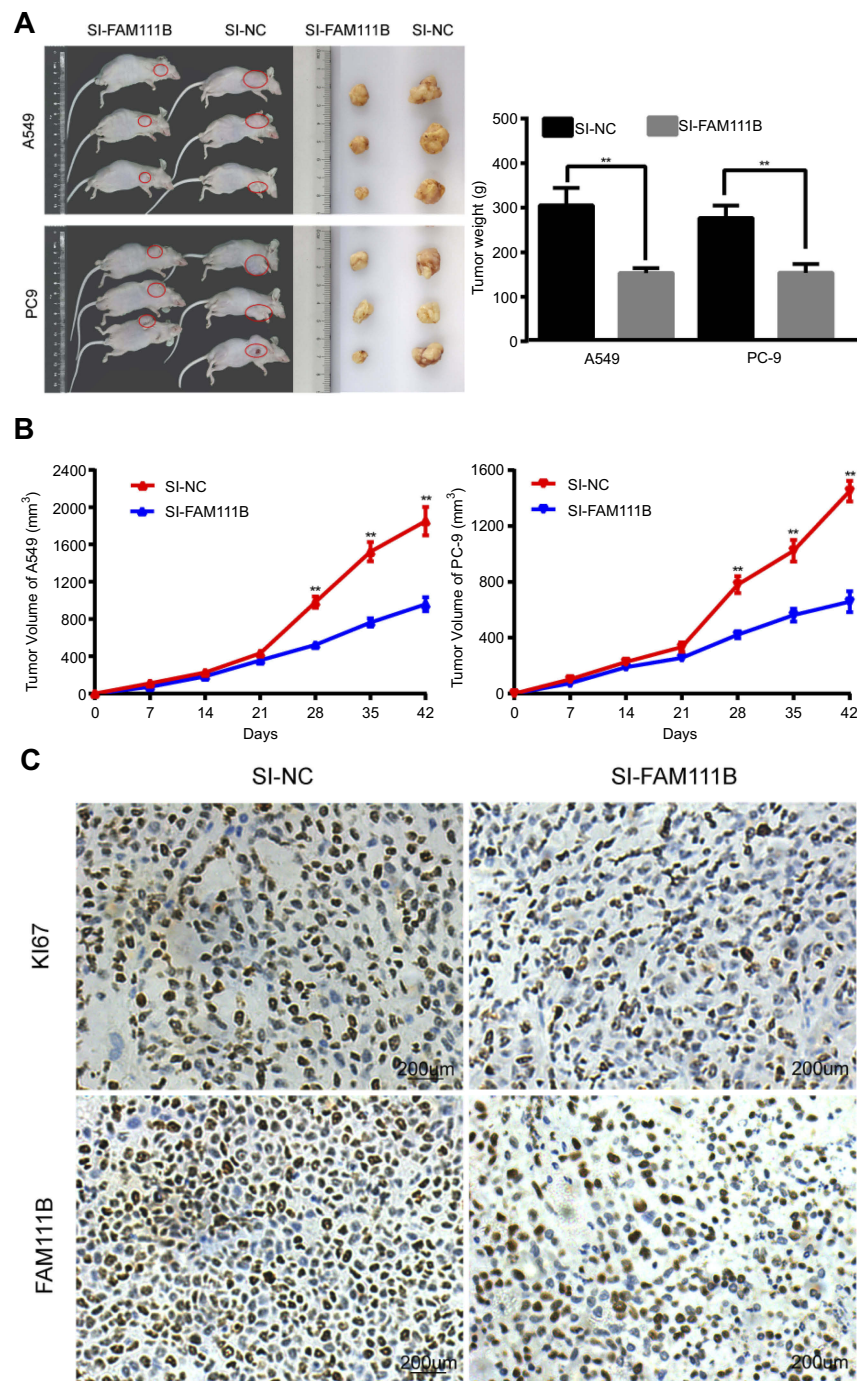 A
SI-FAM111B SI-NC SI-FAM111B SI-NC
A549
PC9
Tumor weight (g)
500
400
300
200
100
0
SI-NC SI-FAM111B
** **
A549 PC-9
B
Tumor Volume of A549 (mm³)
2400
2000
1600
1200
800
400
0
SI-NC
SI-FAM111B
** ** **
0 7 14 21 28 35 42
Days
Tumor Volume of PC-9 (mm³)
1600
1200
800
400
0
SI-NC
SI-FAM111B
** ** **
0 7 14 21 28 35 42
Days
C
SI-NC SI-FAM111B
KI67
200um 200um
FAM111B
200um 200um